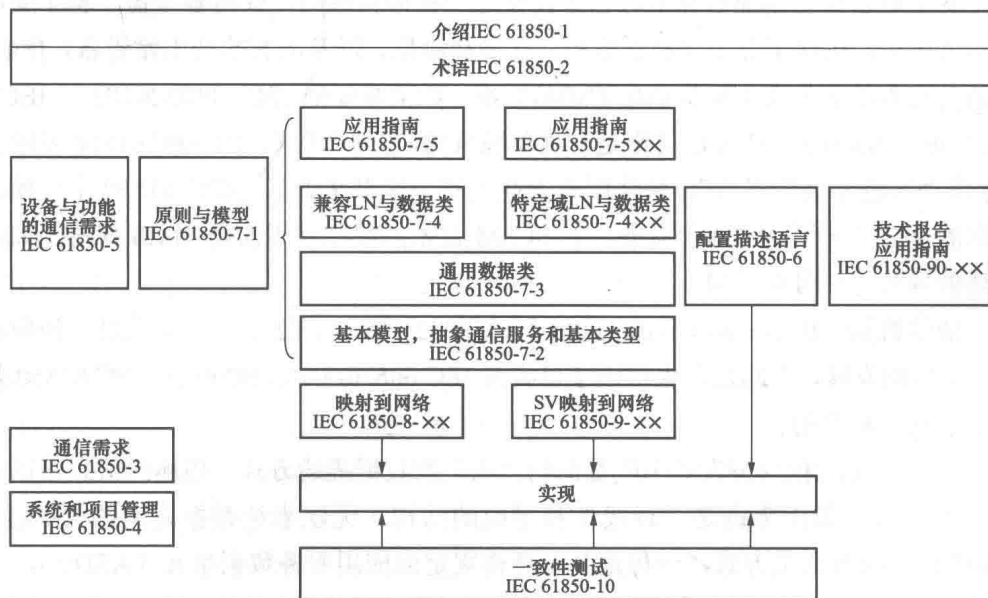 介绍IEC 61850-1
术语IEC 61850-2
应用指南
IEC 61850-7-5
应用指南
IEC 61850-7-5××
设备与功能
的通信需求
IEC 61850-5
原则与模型
IEC 61850-7-1
兼容LN与数据类
IEC 61850-7-4
特定域LN与数据类
IEC 61850-7-4××
配置描述语言
IEC 61850-6
技术报告
应用指南
IEC 61850-90-××
通用数据类
IEC 61850-7-3
基本模型，抽象通信服务和基本类型
IEC 61850-7-2
映射到网络
IEC 61850-8-××
SV映射到网络
IEC 61850-9-××
通信需求
IEC 61850-3
系统和项目管理
IEC 61850-4
实现
一致性测试
IEC 61850-10